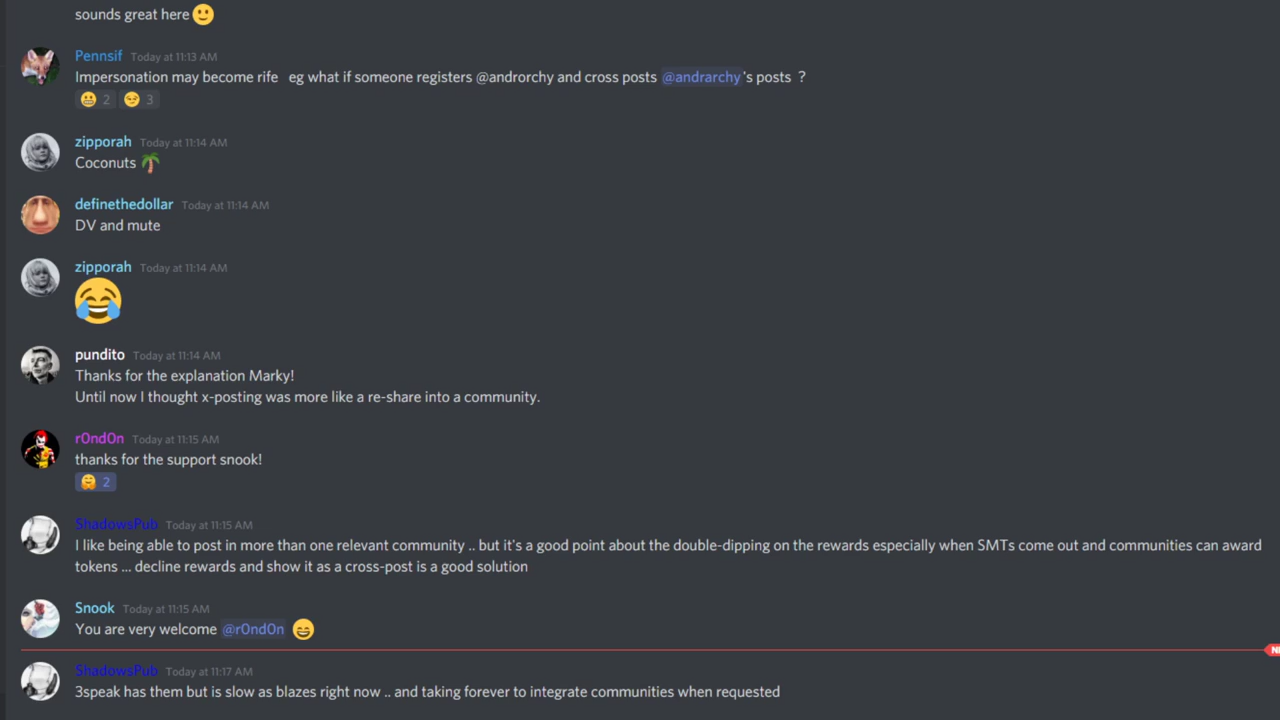 sounds great here
Pennsif Today at 11:13 AM
Impersonation may become rife eg what if someone registers @androrchy and cross posts @andrarchy 's posts ?
2 3
zipporah Today at 11:14 AM
Coconuts
definethedollar Today at 11:14 AM
DV and mute
zipporah Today at 11:14 AM
pundito Today at 11:14 AM
Thanks for the explanation Marky!
Until now I thought x-posting was more like a re-share into a community.
r0nd0n Today at 11:15 AM
thanks for the support snook!
2
ShadowsPub Today at 11:15 AM
I like being able to post in more than one relevant community .. but it's a good point about the double-dipping on the rewards especially when SMTs come out and communities can award
tokens ... decline rewards and show it as a cross-post is a good solution
Snook Today at 11:15 AM
You are very welcome @r0nd0n
ShadowsPub Today at 11:17 AM
3speak has them but is slow as blazes right now .. and taking forever to integrate communities when requested